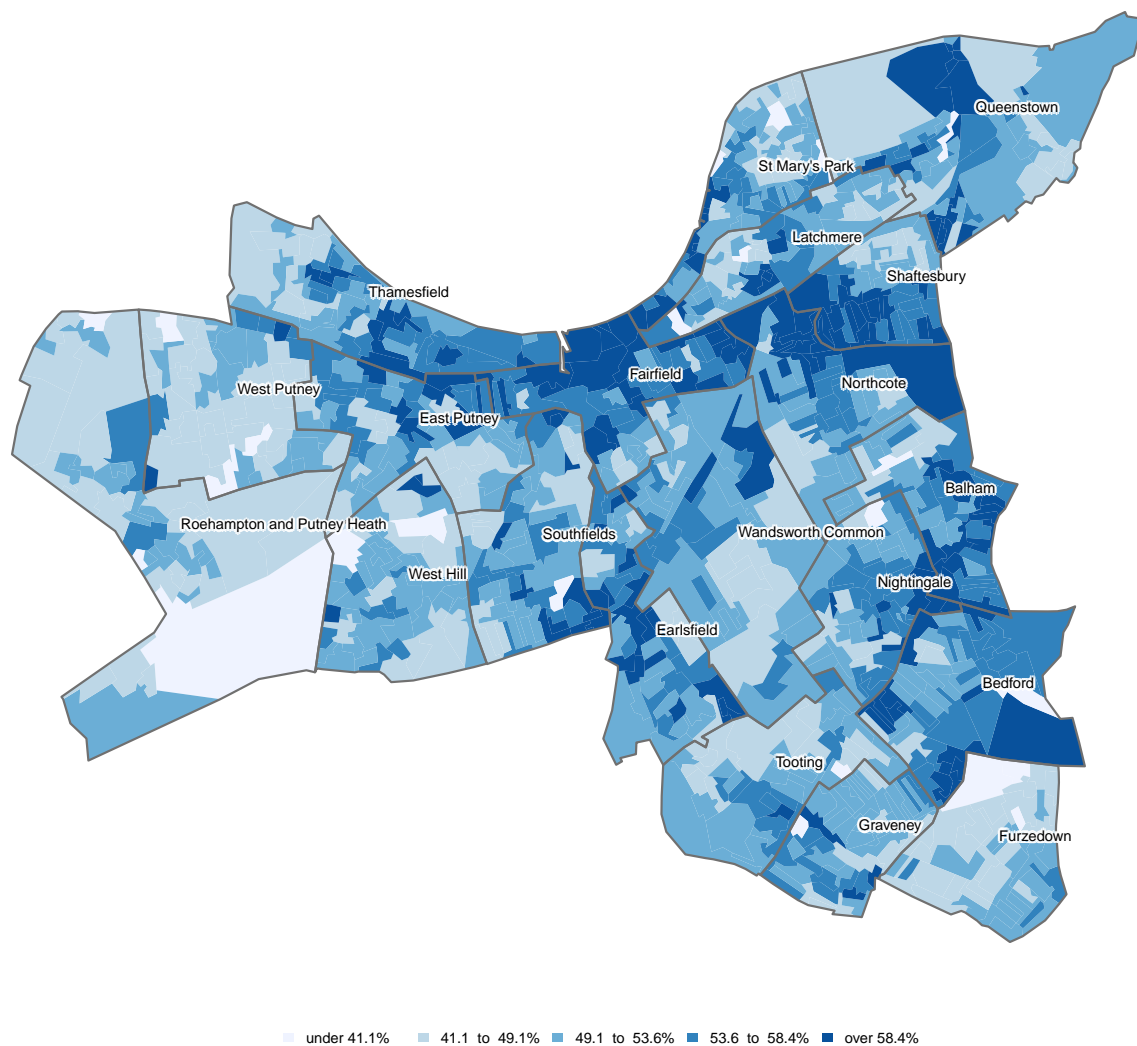 Queenstown
St Mary's Park
Latchmere
Shaftesbury
Thamesfield
Fairfield
Northcote
West Putney
East Putney
Balham
Roehampton and Putney Heath
Southfields
Wandsworth Common
West Hill
Nightingale
Earlsfield
Bedford
Tooting
Graveney
Furzedown
under 41.1% 41.1 to 49.1% 49.1 to 53.6% 53.6 to 58.4% over 58.4%